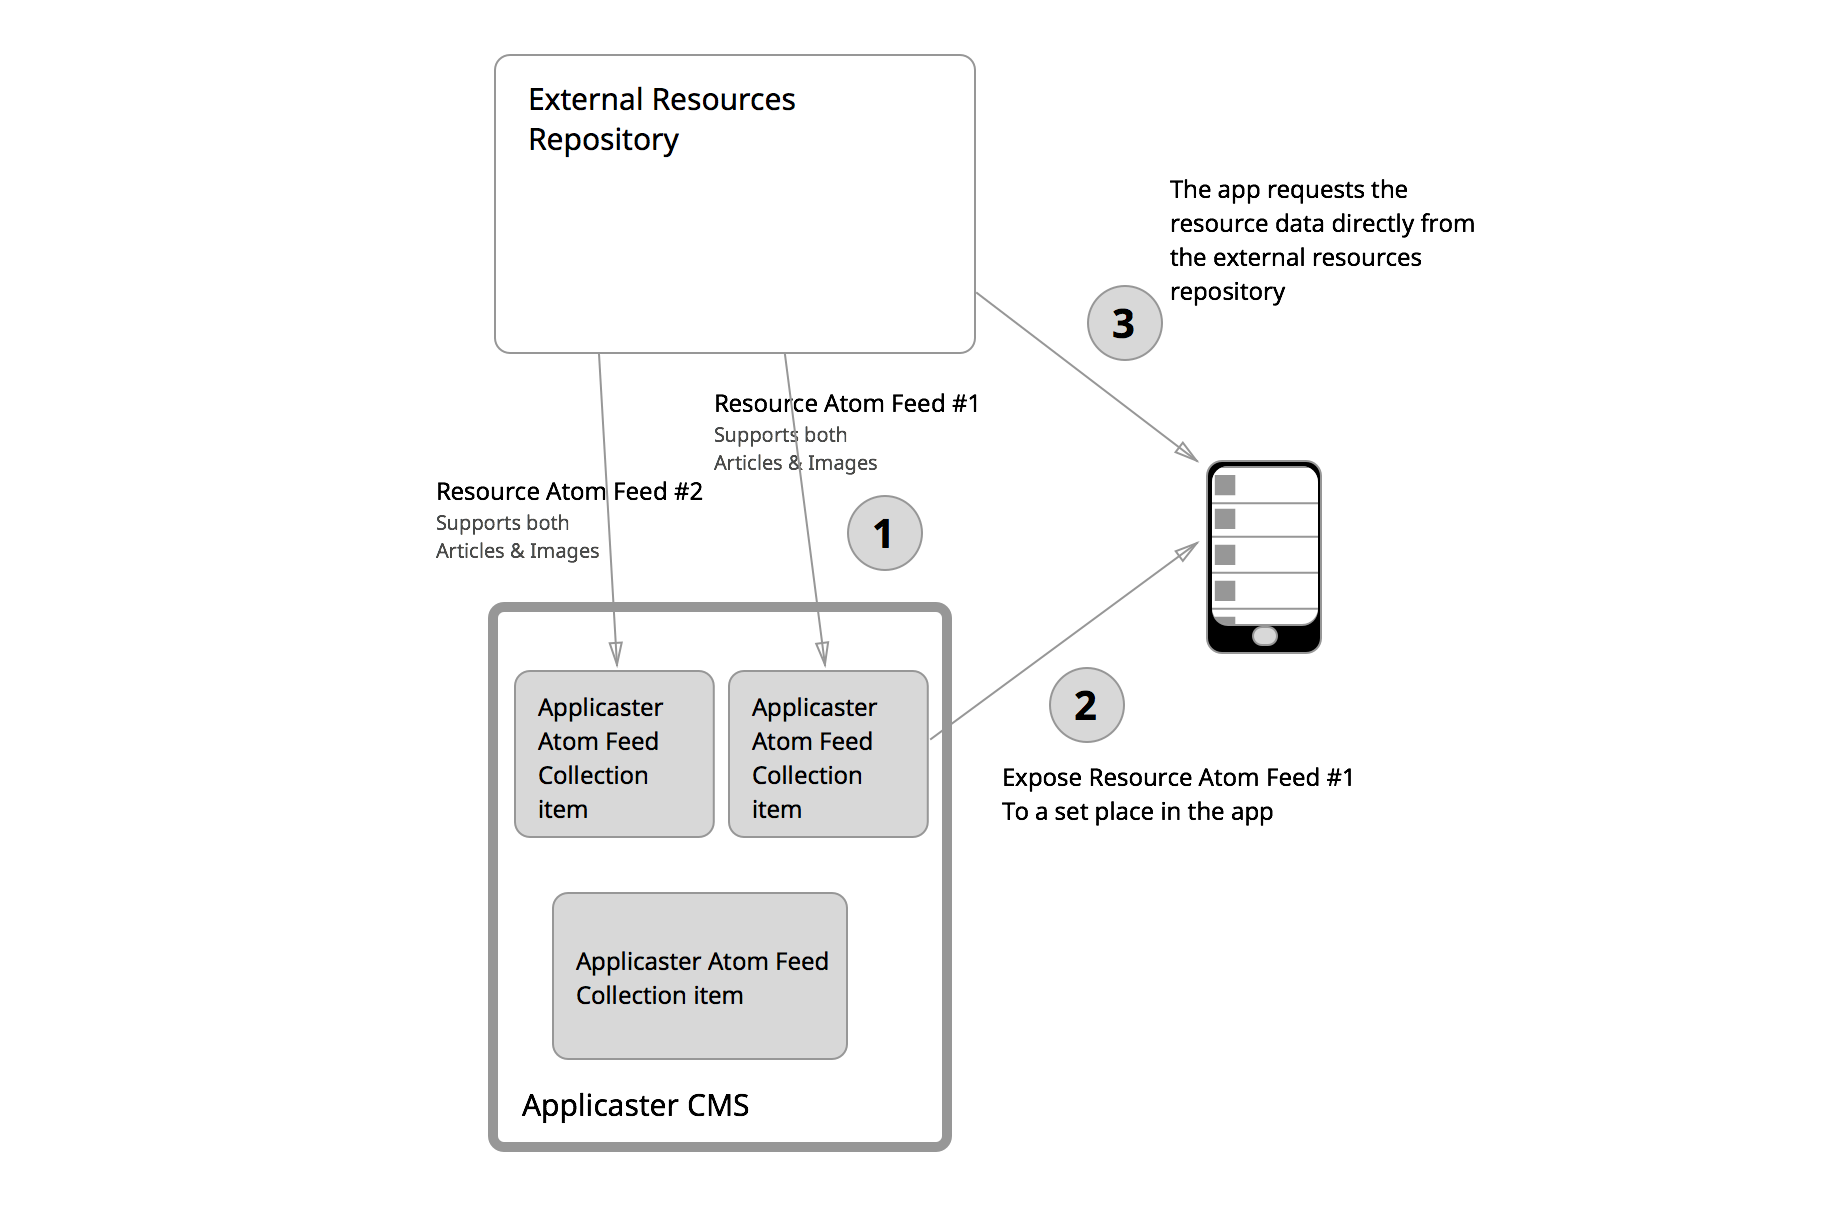 External Resources
Repository
The app requests the
resource data directly from
the external resources
repository
3
Resource Atom Feed #1
Supports both
Articles & Images
Resource Atom Feed #2
Supports both
Articles & Images
1
Applicaster
Atom Feed
Collection
item
Applicaster
Atom Feed
Collection
item
2
Expose Resource Atom Feed #1
To a set place in the app
Applicaster Atom Feed
Collection item
Applicaster CMS